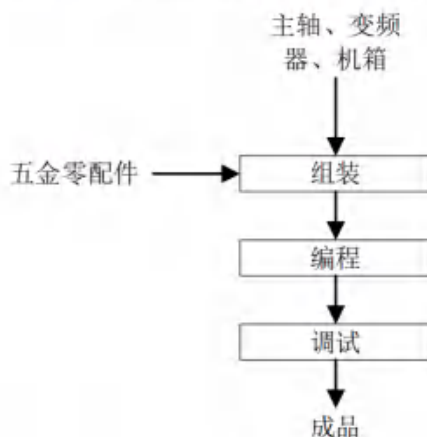 主轴、变频
器、机箱
五金零配件
组装
编程
调试
成品